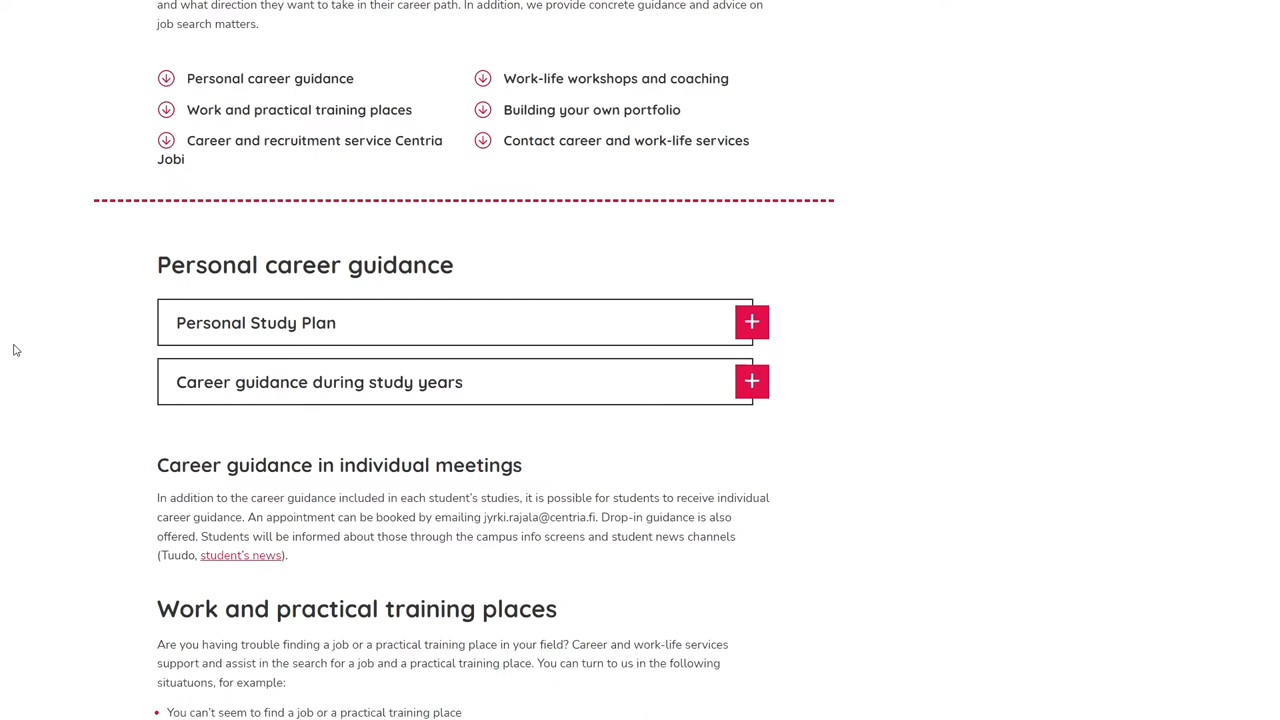 and what direction they want to take in their career path. In addition, we provide concrete guidance and advice on
job search matters.
Personal career guidance
Work-life workshops and coaching
Work and practical training places
Building your own portfolio
Career and recruitment service Centria
Jobi
Contact career and work-life services
Personal career guidance
Personal Study Plan
Career guidance during study years
Career guidance in individual meetings
In addition to the career guidance included in each student's studies, it is possible for students to receive individual
career guidance. An appointment can be booked by emailing jyrki.rajala@centria.fi. Drop-in guidance is also
offered. Students will be informed about those through the campus info screens and student news channels
(Tuudo, student's news).
Work and practical training places
Are you having trouble finding a job or a practical training place in your field? Career and work-life services
support and assist in the search for a job and a practical training place. You can turn to us in the following
situatuons, for example:
• You can't seem to find a job or a practical training place